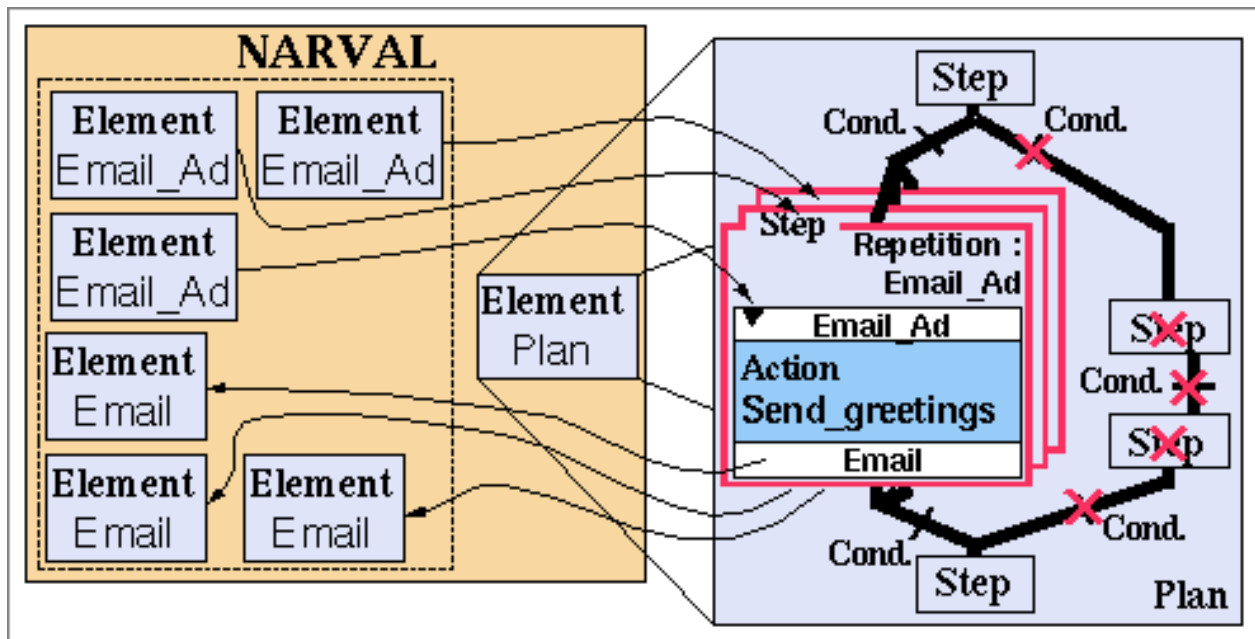 NARVAL
Element
Email_Ad
Element
Email_Ad
Element
Email_Ad
Element
Email
Element
Email
Element
Email
Element
Plan
Step
Cond.
Cond.
Step
Repetition :
Email_Ad
Email_Ad
Action
Send_greetings
Email
Step
Cond.
Step
Cond.
Cond.
Step
Plan